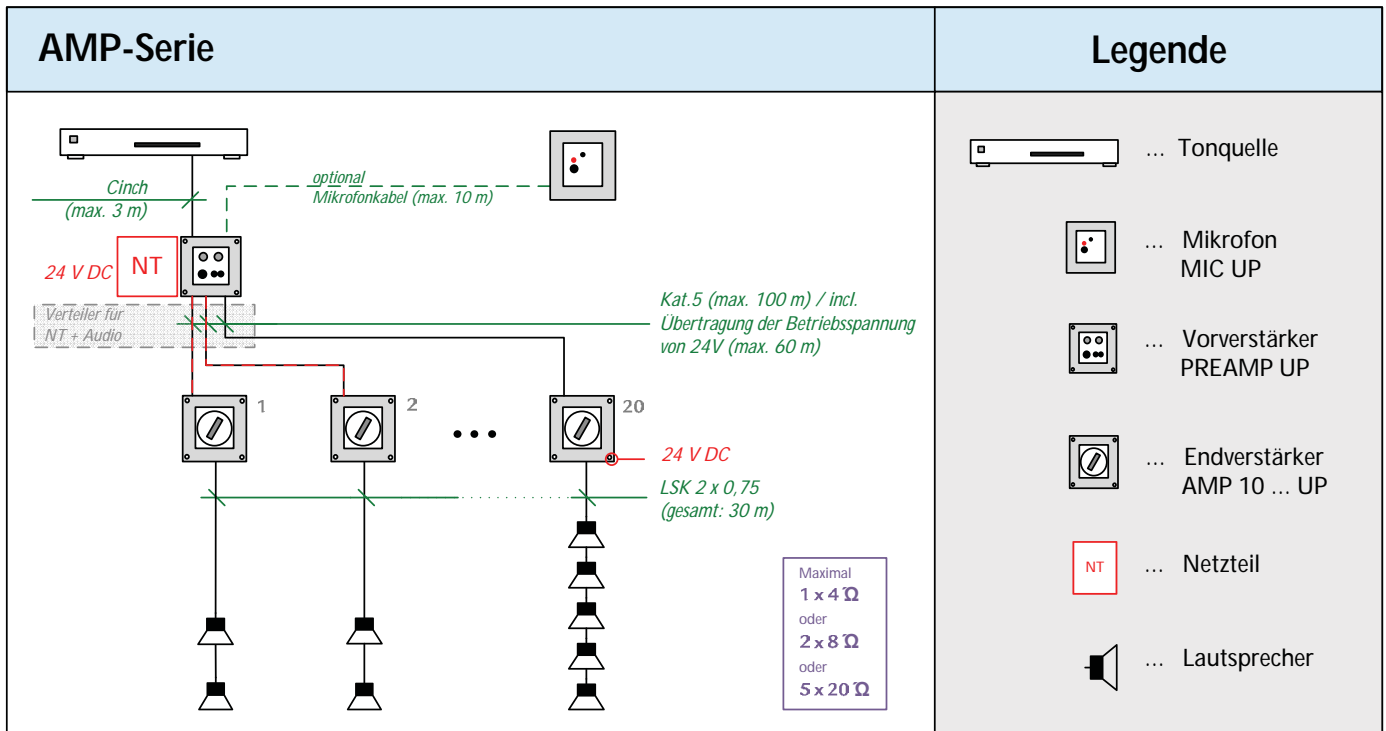 AMP-Serie
Legende
Cinch
(max. 3 m)
optional
Mikrofonkabel (max. 10 m)
24 V DC
NT
Verteiler für
NT + Audio
Kat.5 (max. 100 m) / incl.
Übertragung der Betriebsspannung
von 24V (max. 60 m)
1
2
20
24 V DC
LSK 2 x 0,75
(gesamt: 30 m)
Maximal
1 x 4 Ω
oder
2 x 8 Ω
oder
5 x 20 Ω
... Tonquelle
... Mikrofon
MIC UP
... Vorverstärker
PREAMP UP
... Endverstärker
AMP 10 ... UP
NT
... Netzteil
... Lautsprecher